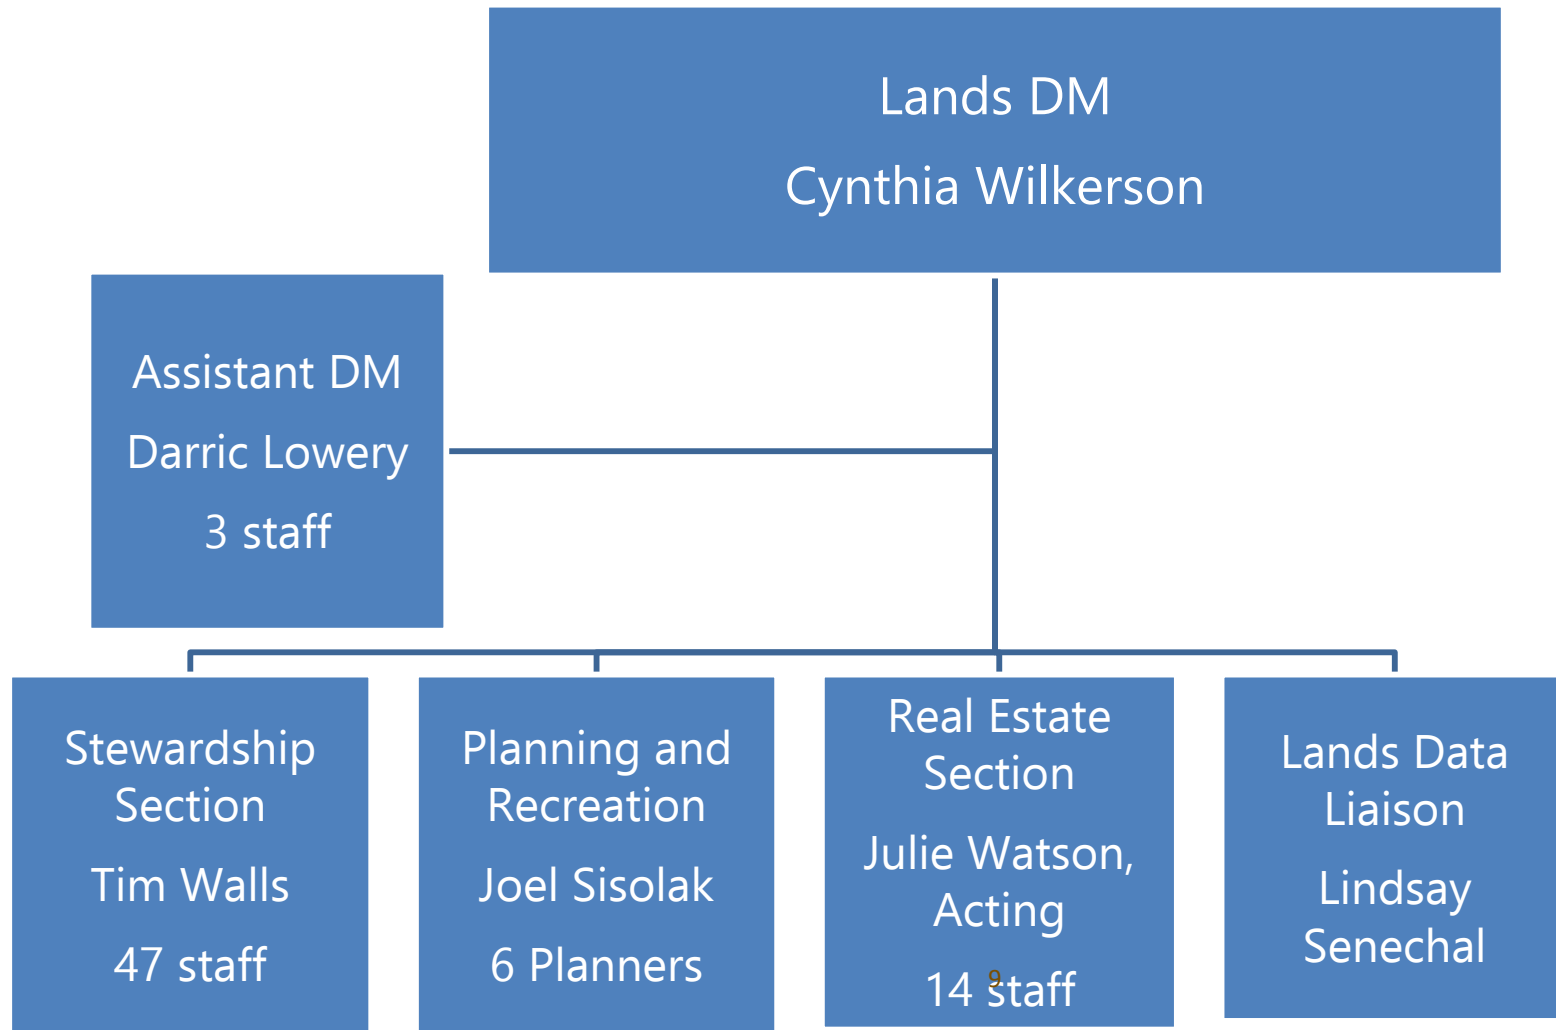 Lands DM
Cynthia Wilkerson
Assistant DM
Darric Lowery
3 staff
Stewardship
Section
Tim Walls
47 staff
Planning and
Recreation
Joel Sisolak
6 Planners
Real Estate
Section
Julie Watson,
Acting
14 staff
Lands Data
Liaison
Lindsay
Senechal
9